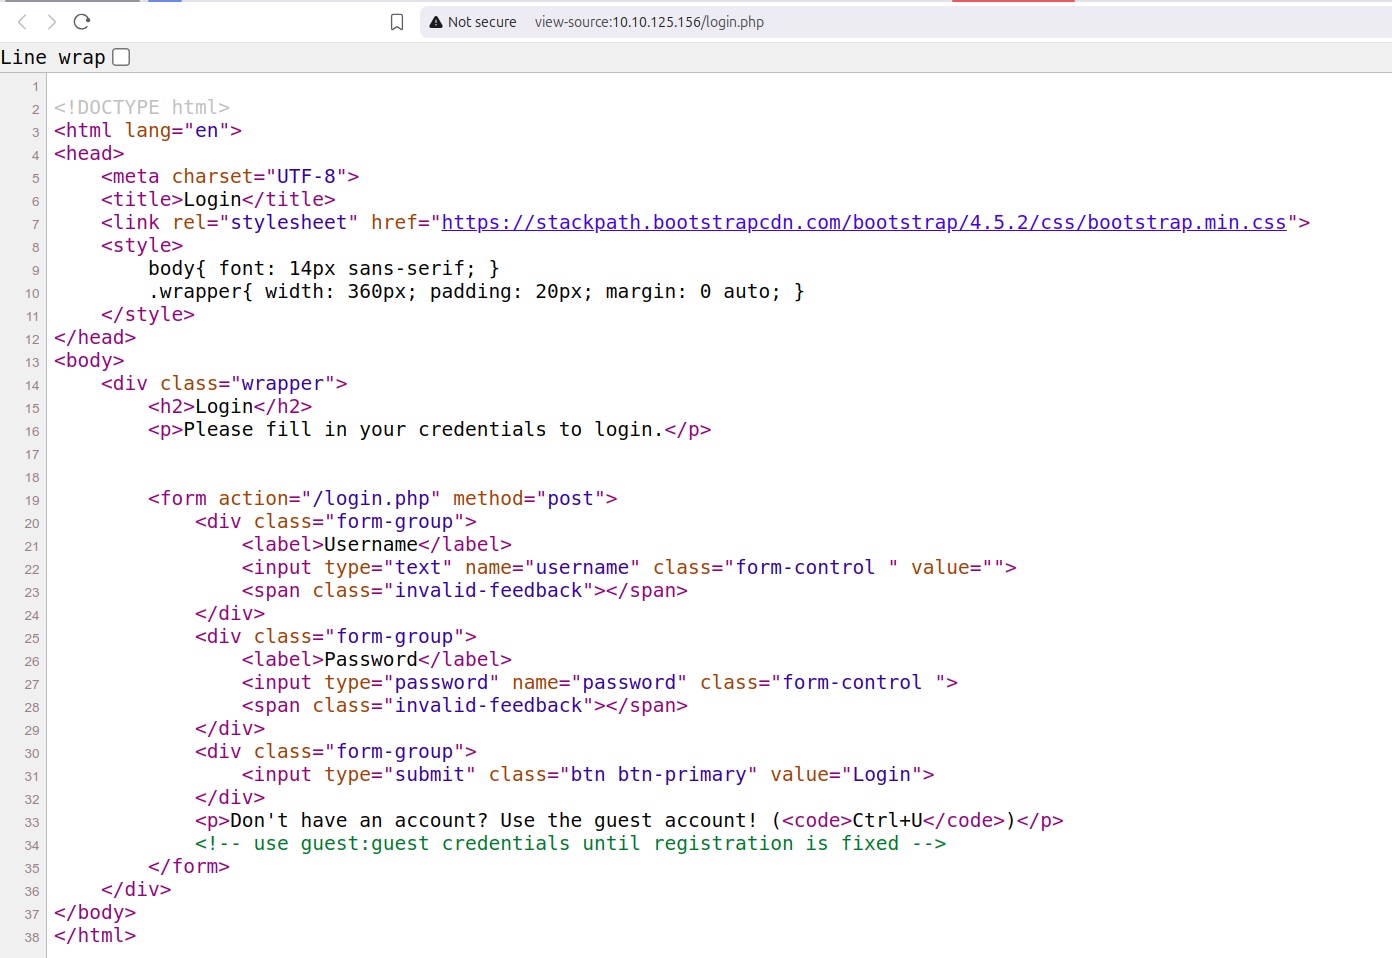 Not secure view-source:10.10.125.156/login.php
Line wrap
1
2 <!DOCTYPE html>
3 <html lang="en">
4 <head>
5     <meta charset="UTF-8">
6     <title>Login</title>
7     <link rel="stylesheet" href="https://stackpath.bootstrapcdn.com/bootstrap/4.5.2/css/bootstrap.min.css">
8     <style>
9         body{ font: 14px sans-serif; }
10         .wrapper{ width: 360px; padding: 20px; margin: 0 auto; }
11     </style>
12 </head>
13 <body>
14     <div class="wrapper">
15         <h2>Login</h2>
16         <p>Please fill in your credentials to login.</p>
17
18
19         <form action="/login.php" method="post">
20             <div class="form-group">
21                 <label>Username</label>
22                 <input type="text" name="username" class="form-control " value="">
23                 <span class="invalid-feedback"></span>
24             </div>
25             <div class="form-group">
26                 <label>Password</label>
27                 <input type="password" name="password" class="form-control ">
28                 <span class="invalid-feedback"></span>
29             </div>
30             <div class="form-group">
31                 <input type="submit" class="btn btn-primary" value="Login">
32             </div>
33             <p>Don't have an account? Use the guest account! (<code>Ctrl+U</code>)</p>
34             <!-- use guest:guest credentials until registration is fixed -->
35         </form>
36     </div>
37 </body>
38 </html>